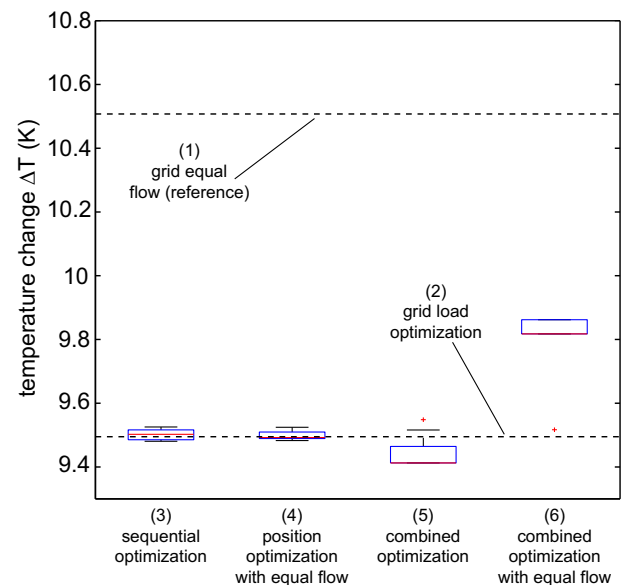 10.8
10.6
10.4
10.2
10
9.8
9.6
9.4
temperature change ΔT (K)
(1)
grid equal
flow (reference)
(2)
grid load
optimization
(3)
sequential
optimization
(4)
position
optimization
with equal flow
(5)
combined
optimization
(6)
combined
optimization
with equal flow